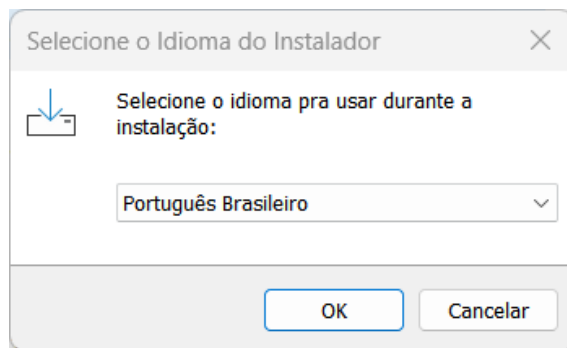 Selecione o Idioma do Instalador
Selecione o idioma pra usar durante a
instalação:
Português Brasileiro
OK
Cancelar